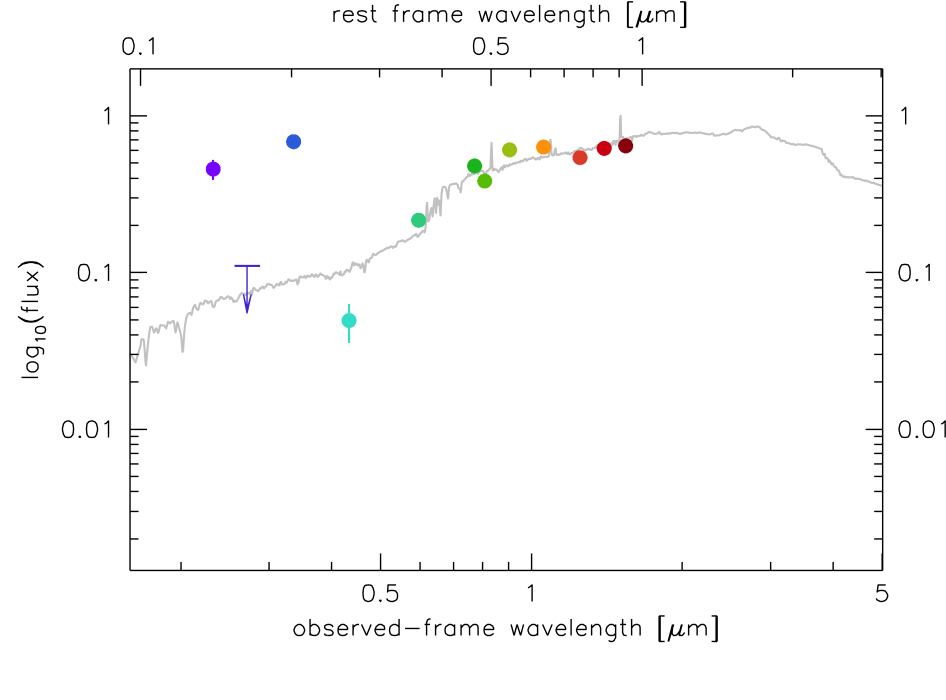 rest frame wavelength [μm]
0.1 0.5 1
1 1
0.1 0.1
log10(flux)
0.01 0.01
0.5 1 5
observed-frame wavelength [μm]